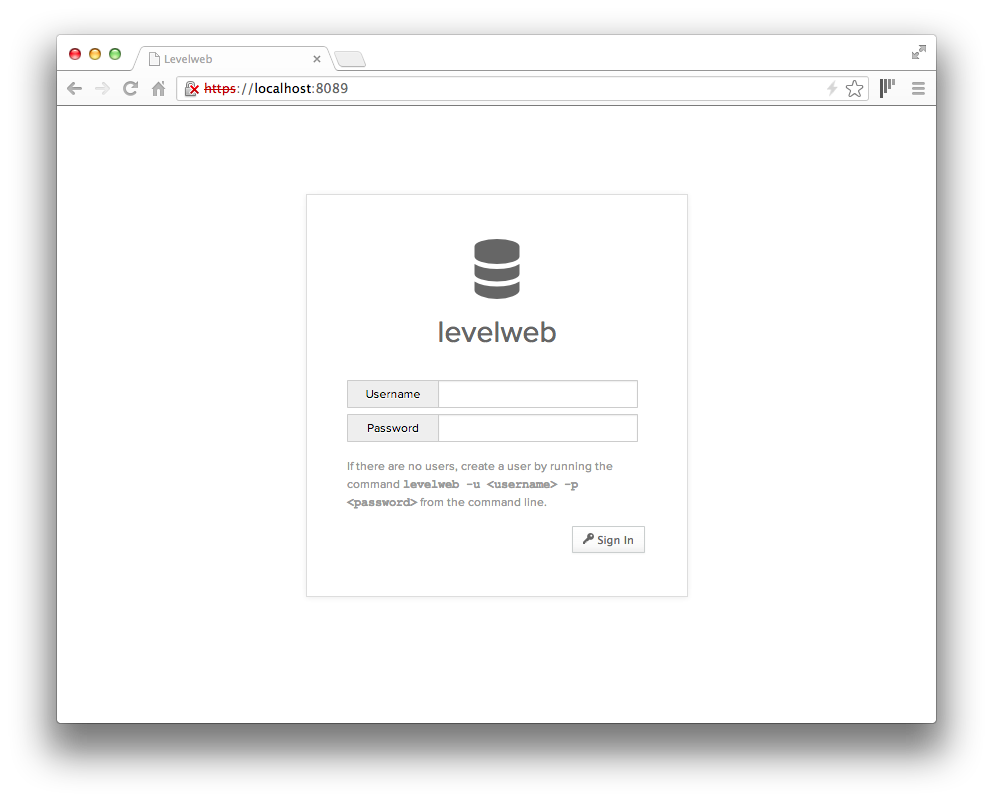 Levelweb
https://localhost:8089
levelweb
Username
Password
If there are no users, create a user by running the
command levelweb -u <username> -p
<password> from the command line.
Sign In